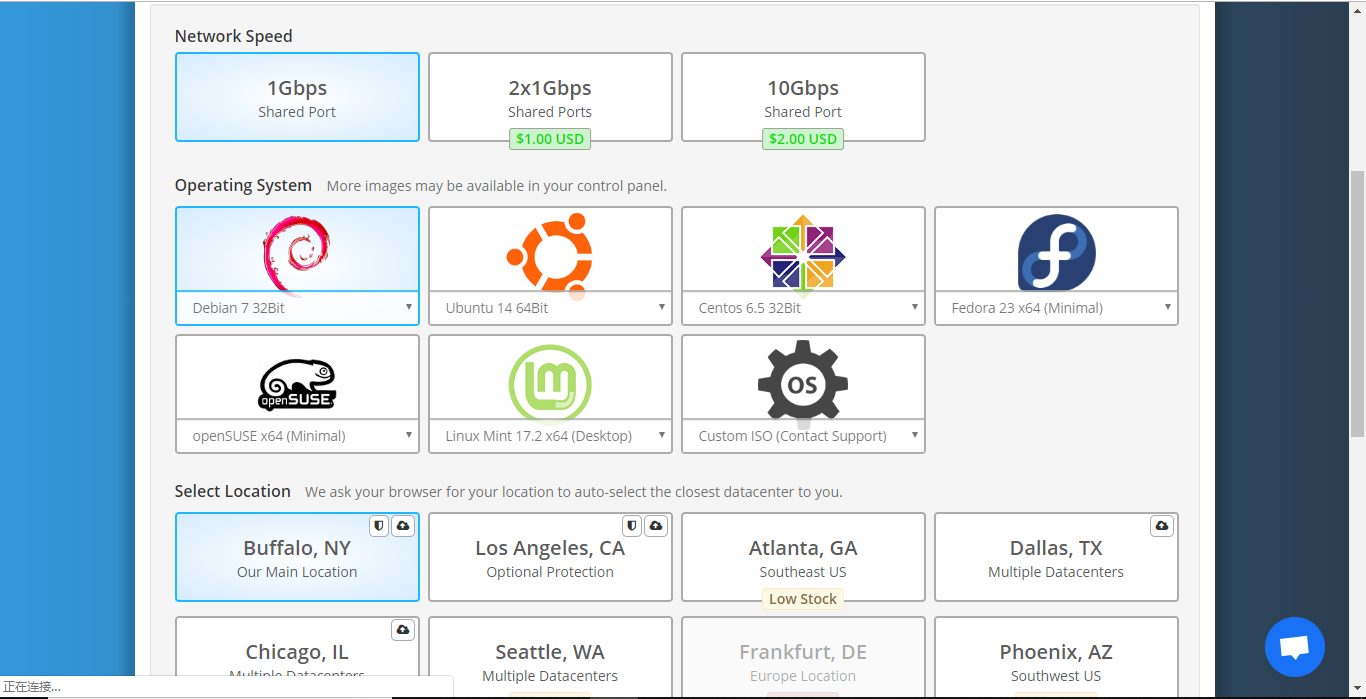 Network Speed
1Gbps
Shared Port
2x1Gbps
Shared Ports
$1.00 USD
10Gbps
Shared Port
$2.00 USD
Operating System More images may be available in your control panel.
Debian 7 32Bit
Ubuntu 14 64Bit
Centos 6.5 32Bit
Fedora 23 x64 (Minimal)
openSUSE
openSUSE x64 (Minimal)
Linux Mint 17.2 x64 (Desktop)
OS
Custom ISO (Contact Support)
Select Location We ask your browser for your location to auto-select the closest datacenter to you.
Buffalo, NY
Our Main Location
Los Angeles, CA
Optional Protection
Atlanta, GA
Southeast US
Low Stock
Dallas, TX
Multiple Datacenters
Chicago, IL
Multiple Datacenters
Seattle, WA
Multiple Datacenters
Frankfurt, DE
Europe Location
Phoenix, AZ
Southwest US
正在连接...